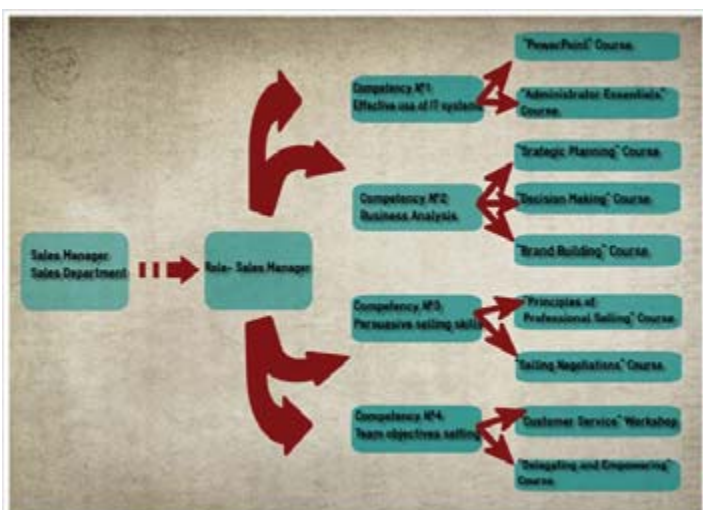 Sales Manager.
Sales Department
Role- Sales Manager
Competency №1:
Effective use of IT systems
"PowerPoint" Course.
"Administrator Essentials"
Course.
Competency №2:
Business Analysis.
"Strategic Planning" Course.
"Decision Making" Course.
"Brand Building" Course.
Competency №3:
Persuasive selling skills
"Principles of
Professional Selling" Course.
"Selling Negotiations" Course.
Competency №4:
Team objectives setting
"Customer Service" Workshop
"Delegating and Empowering"
Course.